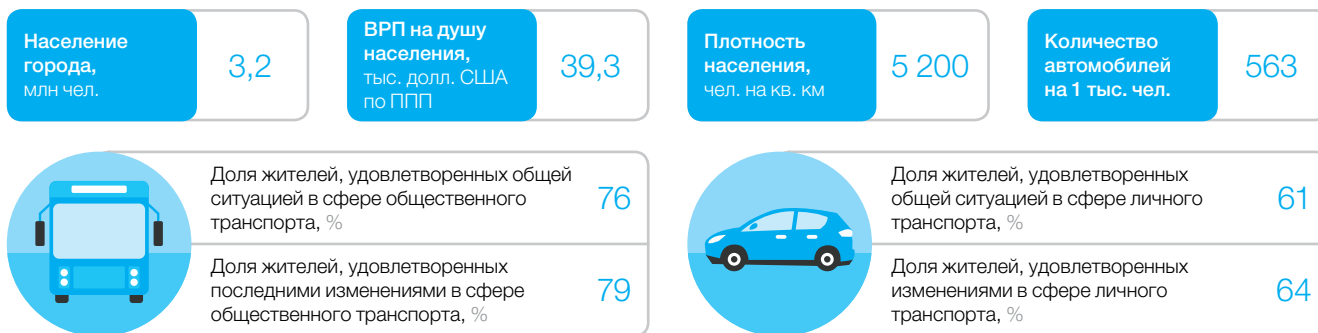 Население
города,
млн чел.
3,2
ВРП на душу
населения,
тыс. долл. США
по ППП
39,3
Плотность
населения,
чел. на кв. км
5 200
Количество
автомобилей
на 1 тыс. чел.
563
Доля жителей, удовлетворенных общей
ситуацией в сфере общественного
транспорта, %
76
Доля жителей, удовлетворенных
последними изменениями в сфере
общественного транспорта, %
79
Доля жителей, удовлетворенных
общей ситуацией в сфере личного
транспорта, %
61
Доля жителей, удовлетворенных
изменениями в сфере личного
транспорта, %
64